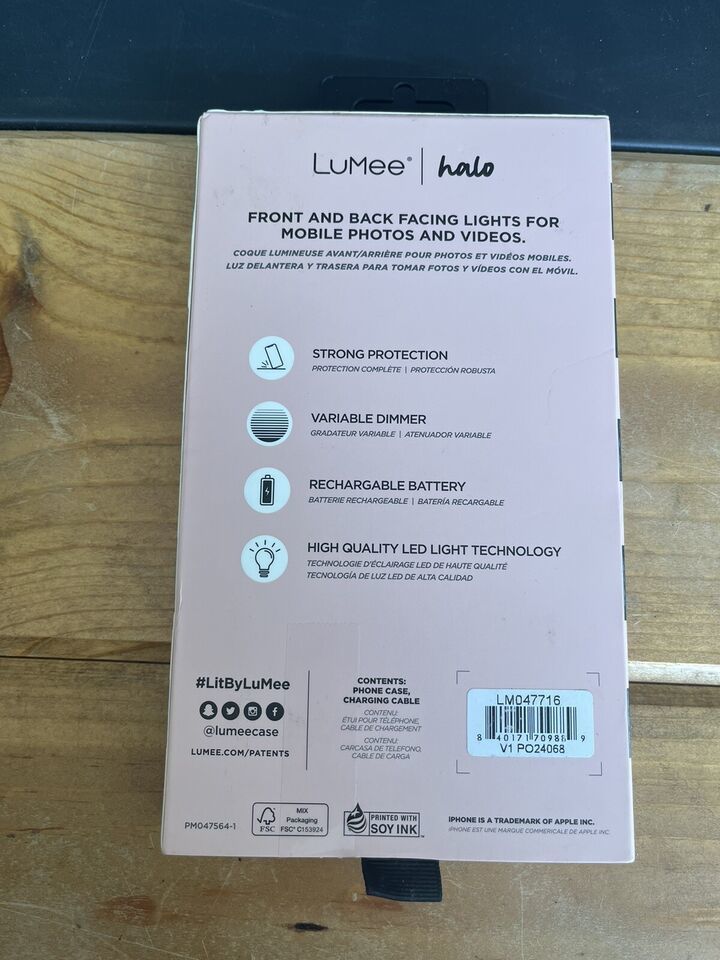 LuMee® | halo
FRONT AND BACK FACING LIGHTS FOR
MOBILE PHOTOS AND VIDEOS.
COQUE LUMINEUSE AVANT/ARRIÈRE POUR PHOTOS ET VIDÉOS MOBILES.
LUZ DELANTERA Y TRASERA PARA TOMAR FOTOS Y VÍDEOS CON EL MÓVIL.
STRONG PROTECTION
PROTECTION COMPLÈTE | PROTECCIÓN ROBUSTA
VARIABLE DIMMER
GRADATEUR VARIABLE | ATENUADOR VARIABLE
RECHARGABLE BATTERY
BATTERIE RECHARGEABLE | BATERÍA RECARGABLE
HIGH QUALITY LED LIGHT TECHNOLOGY
TECHNOLOGIE D'ÉCLAIRAGE LED DE HAUTE QUALITÉ
TECNOLOGÍA DE LUZ LED DE ALTA CALIDAD
#LitByLuMee
@lumeecase
LUMEE.COM/PATENTS
CONTENTS:
PHONE CASE,
CHARGING CABLE
CONTENU:
ÉTUI POUR TÉLÉPHONE,
CABLE DE CHARGEMENT
CONTENU:
CARCASA DE TELEFONO,
CABLE DE CARGA
LM047716
8 40171 70988 9
V1 PO24068
PM047564-1
FSC
MIX
Packaging
FSC® C153924
PRINTED WITH
SOY INK™
IPHONE IS A TRADEMARK OF APPLE INC.
IPHONE EST UNE MARQUE COMMERICALE DE APPLE INC.